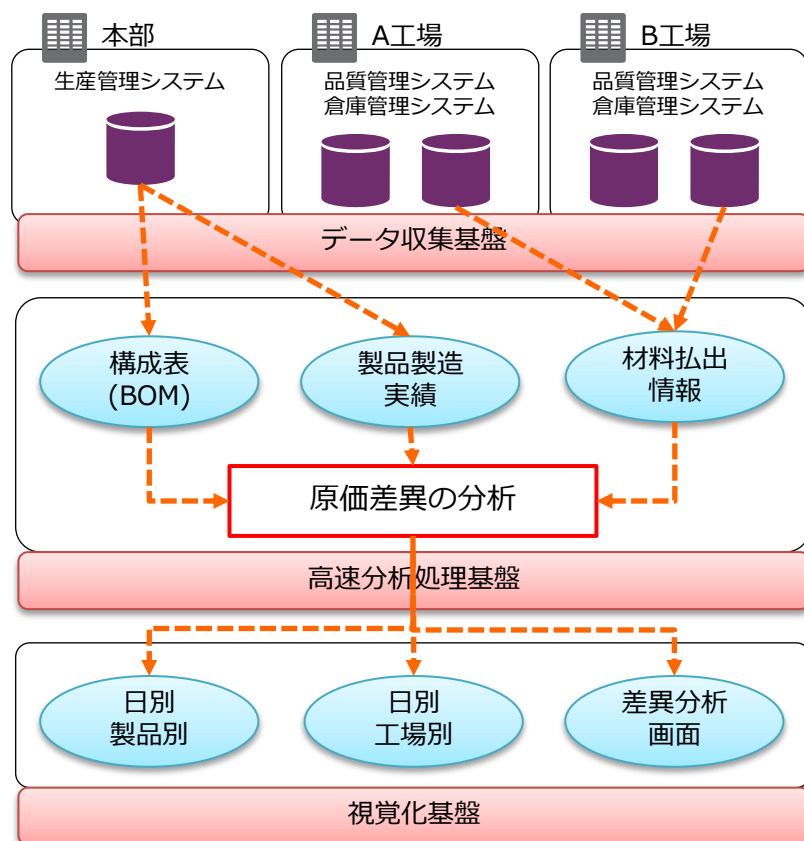 本部
A工場
B工場
生産管理システム
品質管理システム
倉庫管理システム
品質管理システム
倉庫管理システム
データ収集基盤
構成表
(BOM)
製品製造
実績
材料払出
情報
原価差異の分析
高速分析処理基盤
日別
製品別
日別
工場別
差異分析
画面
視覚化基盤